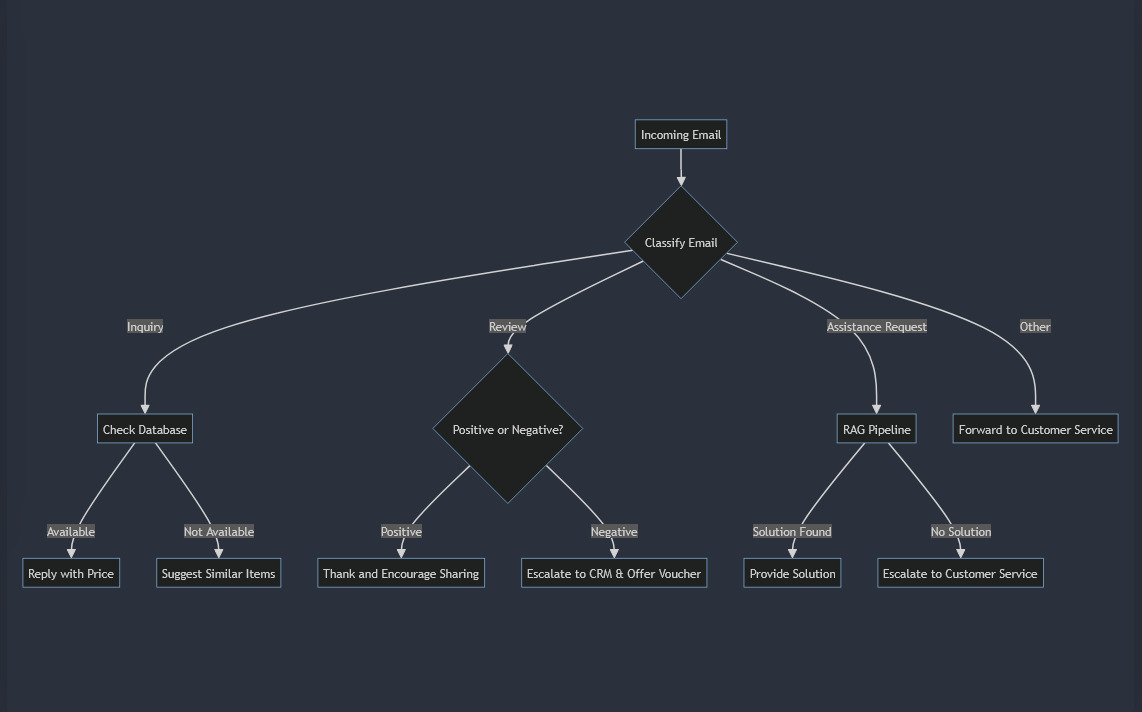 Incoming Email
Classify Email
Inquiry
Review
Assistance Request
Other
Check Database
Positive or Negative?
RAG Pipeline
Forward to Customer Service
Available
Not Available
Positive
Negative
Solution Found
No Solution
Reply with Price
Suggest Similar Items
Thank and Encourage Sharing
Escalate to CRM & Offer Voucher
Provide Solution
Escalate to Customer Service